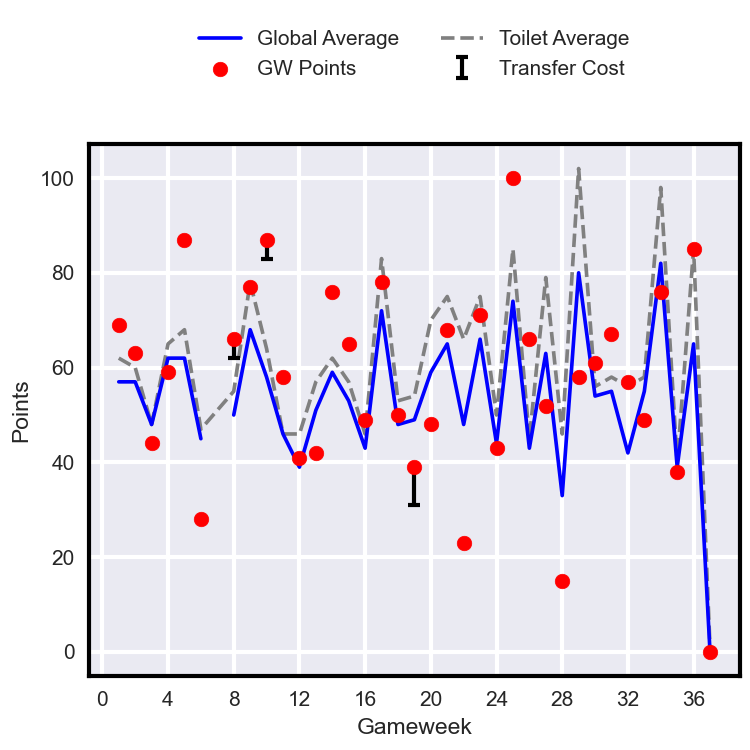 Global Average
Toilet Average
GW Points
Transfer Cost
100
80
60
40
20
0
Points
0 4 8 12 16 20 24 28 32 36
Gameweek